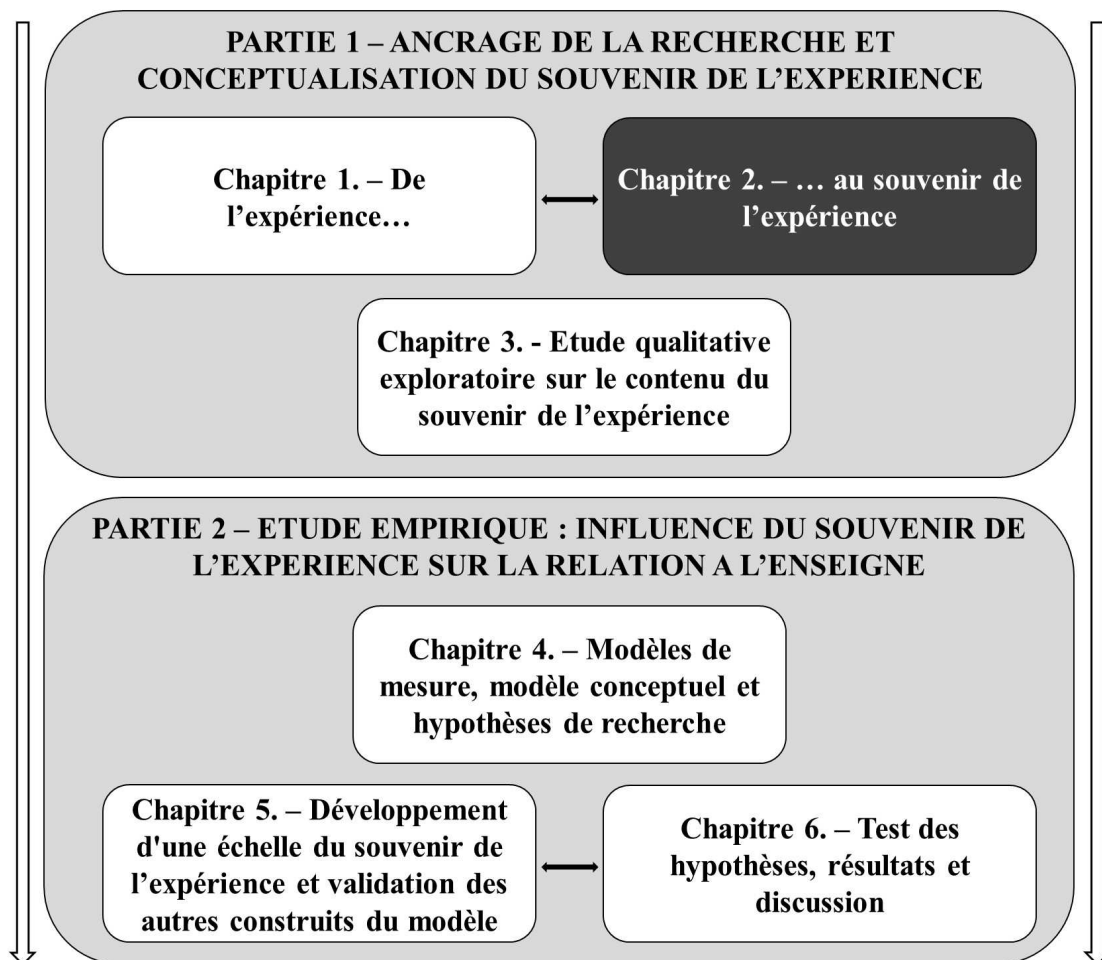 PARTIE 1 – ANCRAGE DE LA RECHERCHE ET
CONCEPTUALISATION DU SOUVENIR DE L’EXPERIENCE
Chapitre 1. – De
l’expérience…
Chapitre 2. – … au souvenir de
l’expérience
Chapitre 3. - Etude qualitative
exploratoire sur le contenu du
souvenir de l’expérience
PARTIE 2 – ETUDE EMPIRIQUE : INFLUENCE DU SOUVENIR DE
L’EXPERIENCE SUR LA RELATION A L’ENSEIGNE
Chapitre 4. – Modèles de
mesure, modèle conceptuel et
hypothèses de recherche
Chapitre 5. – Développement
d'une échelle du souvenir de
l’expérience et validation des
autres construits du modèle
Chapitre 6. – Test des
hypothèses, résultats et
discussion